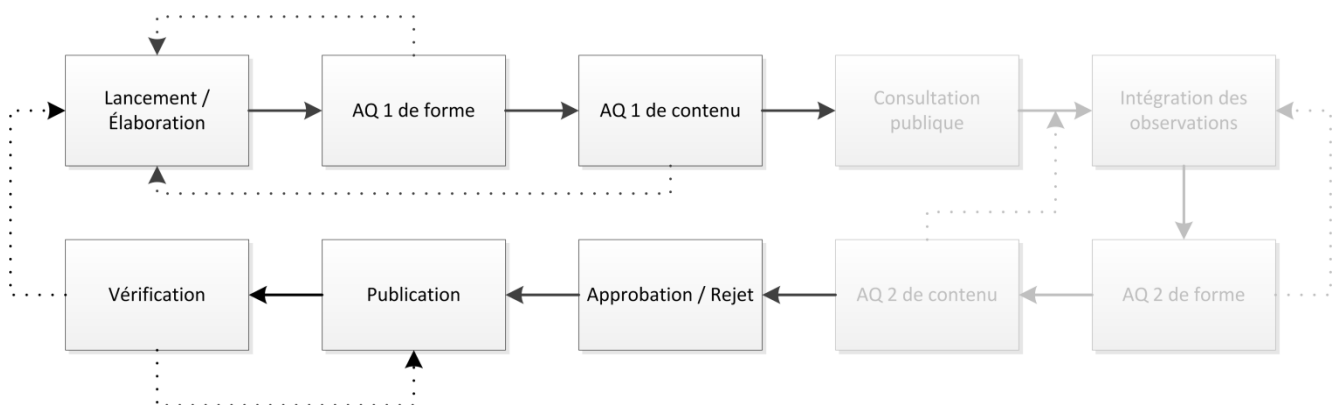 Lancement /
Élaboration
AQ 1 de forme
AQ 1 de contenu
Consultation
publique
Intégration des
observations
Vérification
Publication
Approbation / Rejet
AQ 2 de contenu
AQ 2 de forme